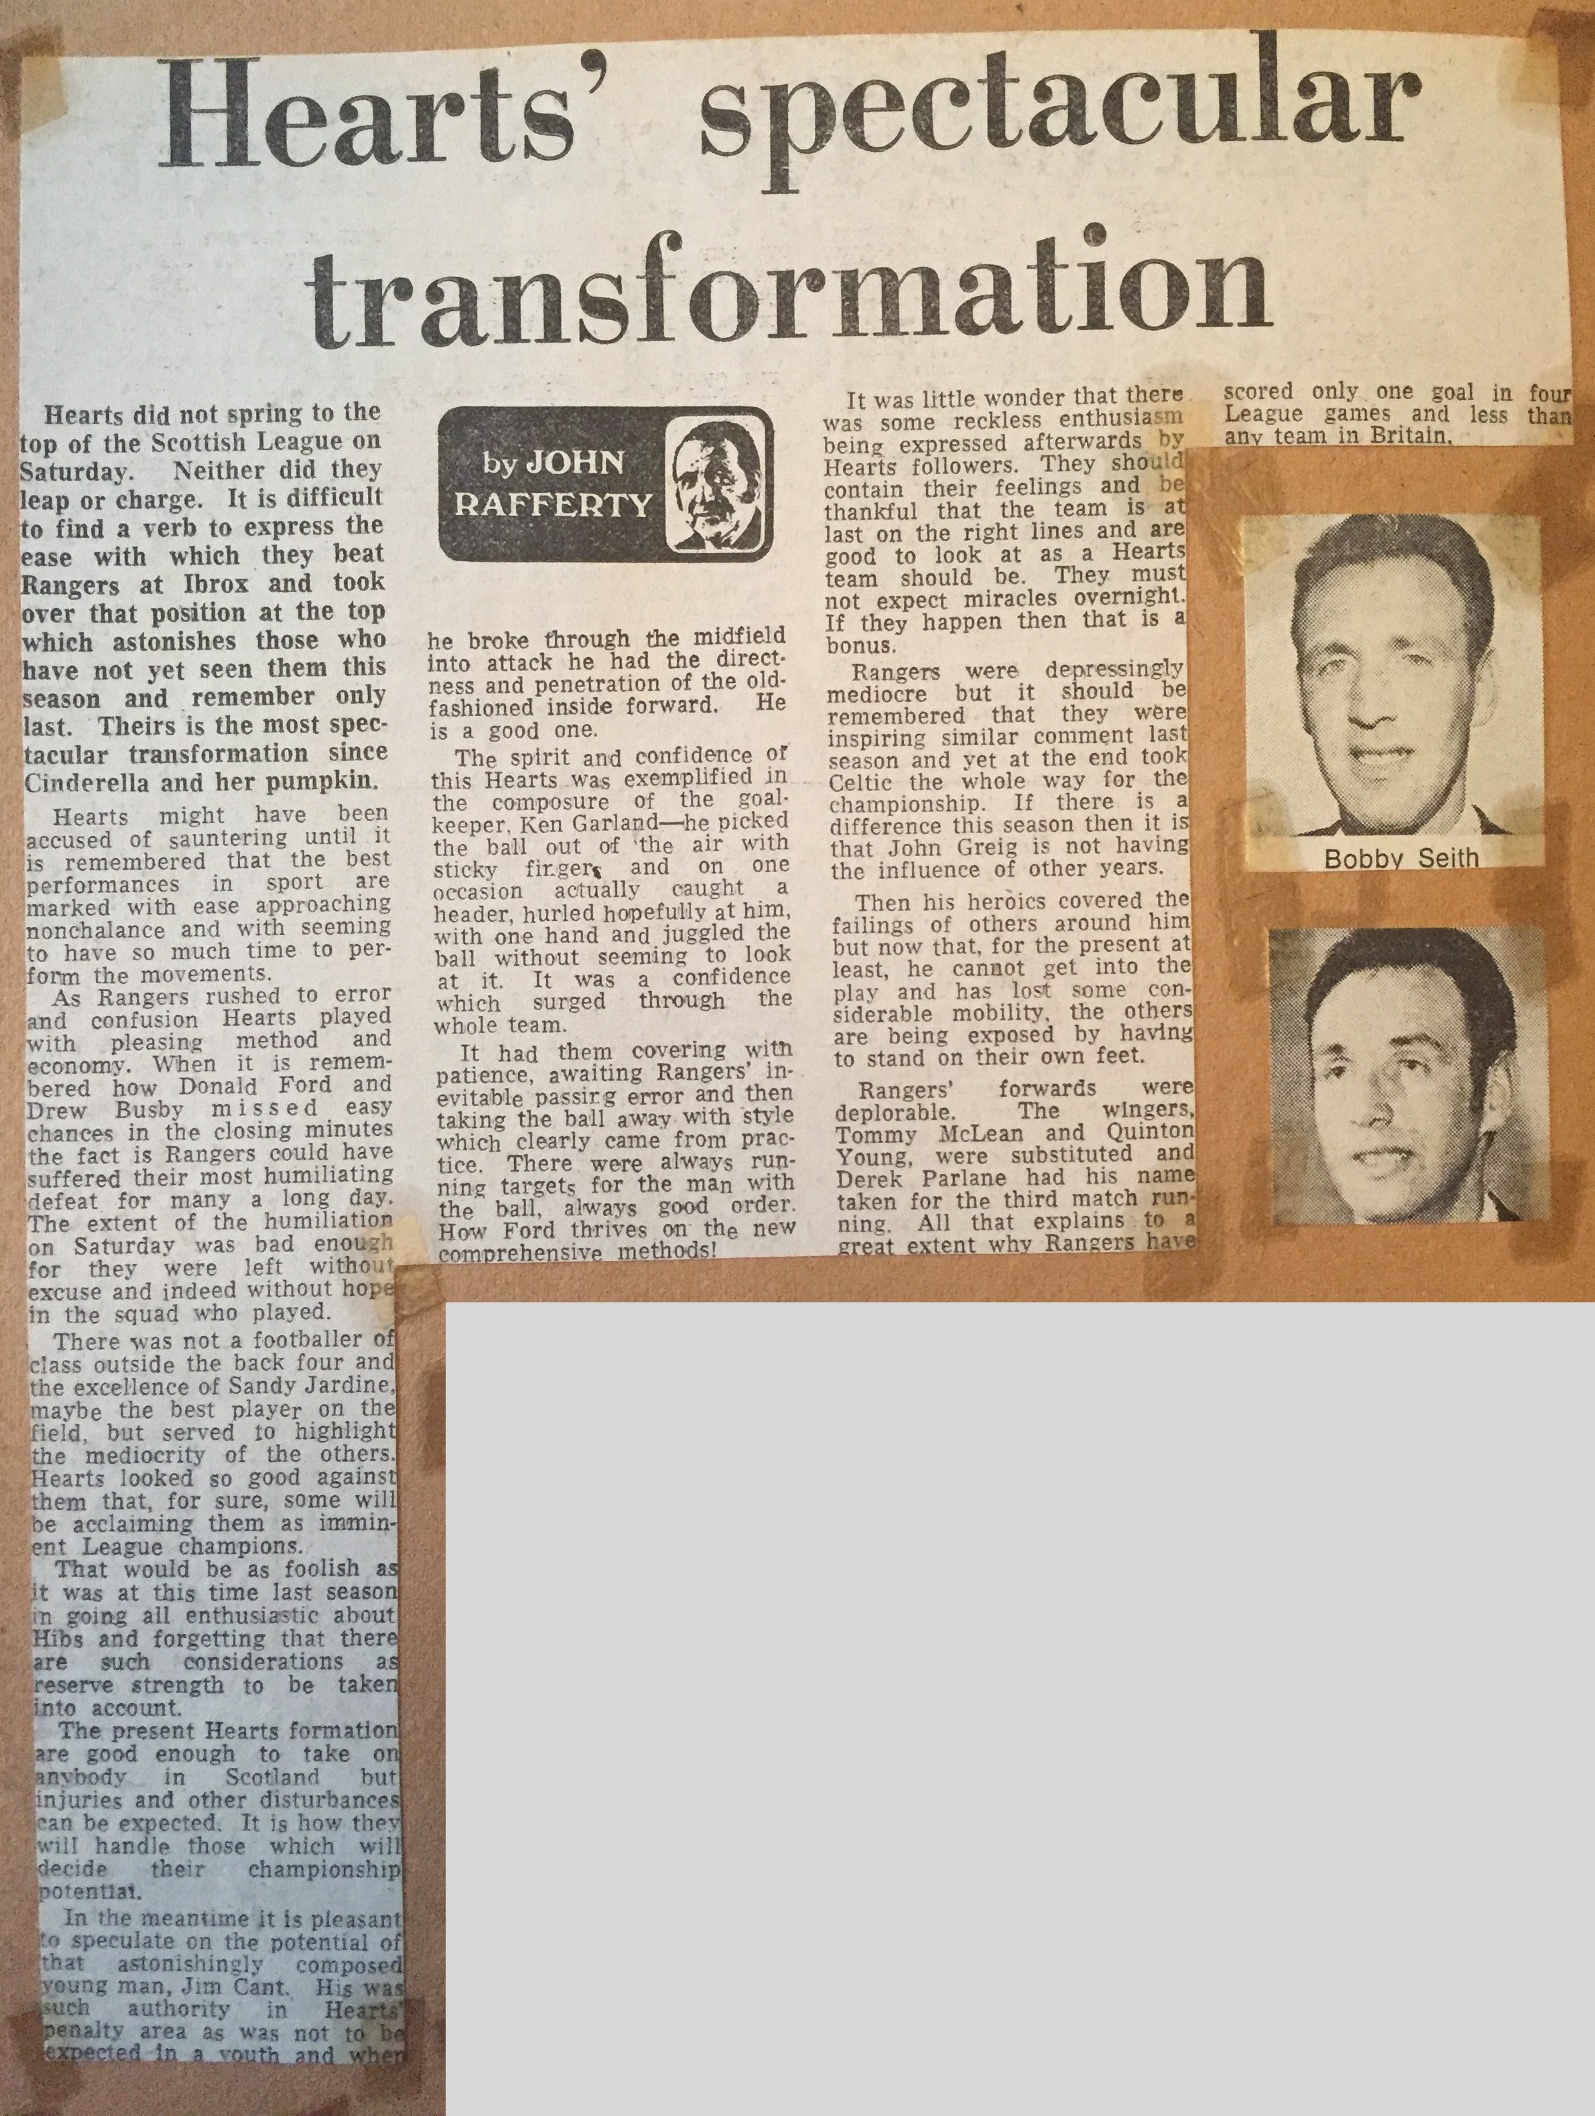 Hearts’ spectacular
transformation
Hearts did not spring to the
top of the Scottish League on
Saturday. Neither did they
leap or charge. It is difficult
to find a verb to express the
ease with which they beat
Rangers at Ibrox and took
over that position at the top
which astonishes those who
have not yet seen them this
season and remember only
last. Theirs is the most spec-
tacular transformation since
Cinderella and her pumpkin.
Hearts might have been
accused of sauntering until it
is remembered that the best
performances in sport are
marked with ease approaching
nonchalance and with seeming
to have so much time to per-
form the movements.
As Rangers rushed to error
and confusion Hearts played
with pleasing method and
economy. When it is remem-
bered how Donald Ford and
Drew Busby missed easy
chances in the closing minutes
the fact is Rangers could have
suffered their most humiliating
defeat for many a long day.
The extent of the humiliation
on Saturday was bad enough
for they were left without
excuse and indeed without hope
in the squad who played.
There was not a footballer of
class outside the back four and
the excellence of Sandy Jardine,
maybe the best player on the
field, but served to highlight
the mediocrity of the others.
Hearts looked so good against
them that, for sure, some will
be acclaiming them as immin-
ent League champions.
That would be as foolish as
it was at this time last season
in going all enthusiastic about
Hibs and forgetting that there
are such considerations as
reserve strength to be taken
into account.
The present Hearts formation
are good enough to take on
anybody in Scotland but
injuries and other disturbances
can be expected. It is how they
will handle those which will
decide their championship
potential.
In the meantime it is pleasant
to speculate on the potential of
that astonishingly composed
young man, Jim Cant. His was
such authority in Hearts’
penalty area as was not to be
expected in a youth and when
by JOHN
RAFFERTY
he broke through the midfield
into attack he had the direct-
ness and penetration of the old-
fashioned inside forward. He
is a good one.
The spirit and confidence of
this Hearts was exemplified in
the composure of the goal-
keeper, Ken Garland—he picked
the ball out of the air with
sticky fingers and on one
occasion actually caught a
header, hurled hopefully at him,
with one hand and juggled the
ball without seeming to look
at it. It was a confidence
which surged through the
whole team.
It had them covering with
patience, awaiting Rangers’ in-
evitable passing error and then
taking the ball away with style
which clearly came from prac-
tice. There were always run-
ning targets for the man with
the ball, always good order.
How Ford thrives on the new
comprehensive methods!
It was little wonder that there
was some reckless enthusiasm
being expressed afterwards by
Hearts followers. They should
contain their feelings and be
thankful that the team is at
last on the right lines and are
good to look at as a Hearts
team should be. They must
not expect miracles overnight.
If they happen then that is a
bonus.
Rangers were depressingly
mediocre but it should be
remembered that they were
inspiring similar comment last
season and yet at the end took
Celtic the whole way for the
championship. If there is a
difference this season then it is
that John Greig is not having
the influence of other years.
Then his heroics covered the
failings of others around him
but now that, for the present at
least, he cannot get into the
play and has lost some con-
siderable mobility, the others
are being exposed by having
to stand on their own feet.
Rangers’ forwards were
deplorable. The wingers,
Tommy McLean and Quinton
Young, were substituted and
Derek Parlane had his name
taken for the third match run-
ning. All that explains to a
great extent why Rangers have
scored only one goal in four
League games and less than
any team in Britain.
Bobby Seith